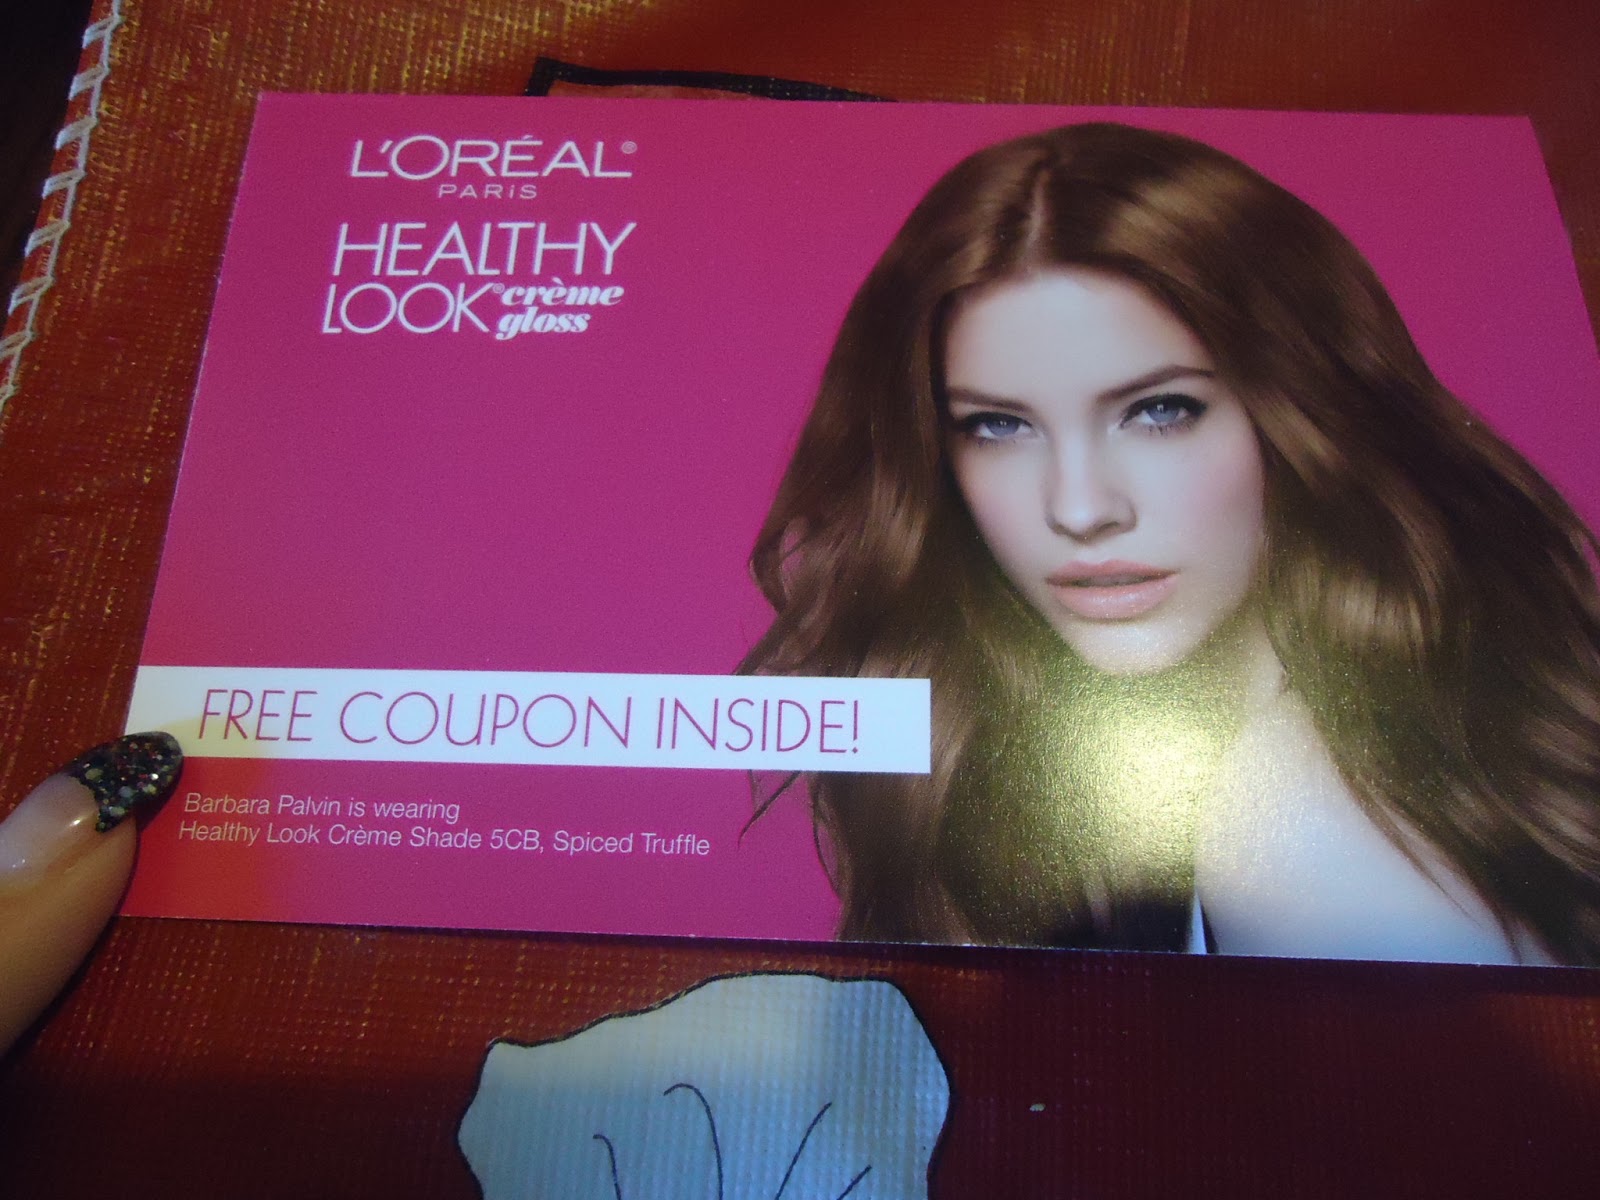 L'ORÉAL®
PARiS
HEALTHY
LOOK® crème
gloss
FREE COUPON INSIDE!
Barbara Palvin is wearing
Healthy Look Crème Shade 5CB, Spiced Truffle